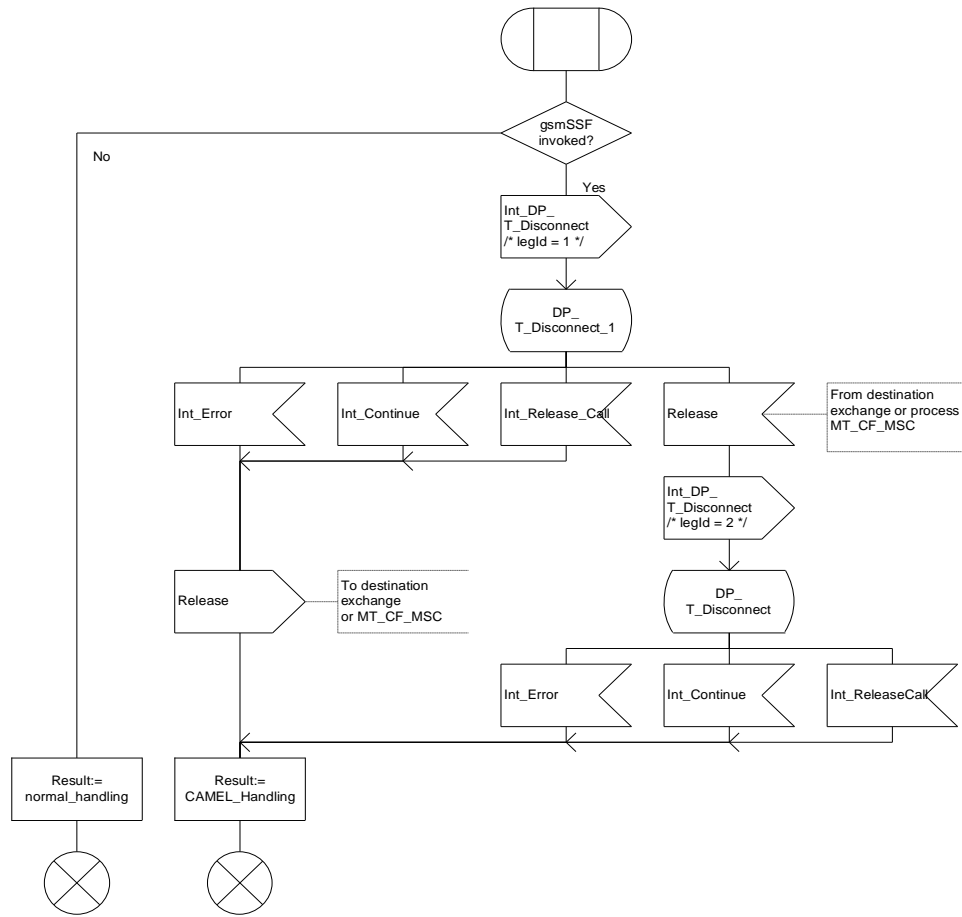 gsmSSF
invoked?
No
Yes
Int_DP_
T_Disconnect
/* legId = 1 */
DP_
T_Disconnect_1
Int_Error
Int_Continue
Int_Release_Call
Release
From destination
exchange or process
MT_CF_MSC
Int_DP_
T_Disconnect
/* legId = 2 */
Release
To destination
exchange
or MT_CF_MSC
DP_
T_Disconnect
Int_Error
Int_Continue
Int_ReleaseCall
Result:=
normal_handling
Result:=
CAMEL_Handling